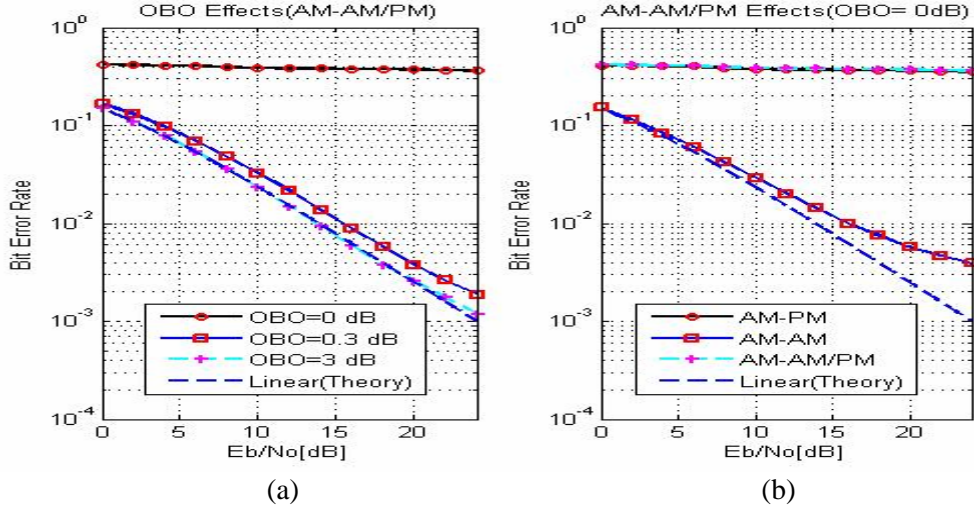 OBO Effects(AM-AM/PM)
10^0
10^-1
10^-2
10^-3
10^-4
Bit Error Rate
OBO=0 dB
OBO=0.3 dB
OBO=3 dB
Linear(Theory)
0 5 10 15 20
Eb/No[dB]
(a)
AM-AM/PM Effects(OBO= 0dB)
10^0
10^-1
10^-2
10^-3
10^-4
Bit Error Rate
AM-PM
AM-AM
AM-AM/PM
Linear(Theory)
0 5 10 15 20
Eb/No[dB]
(b)